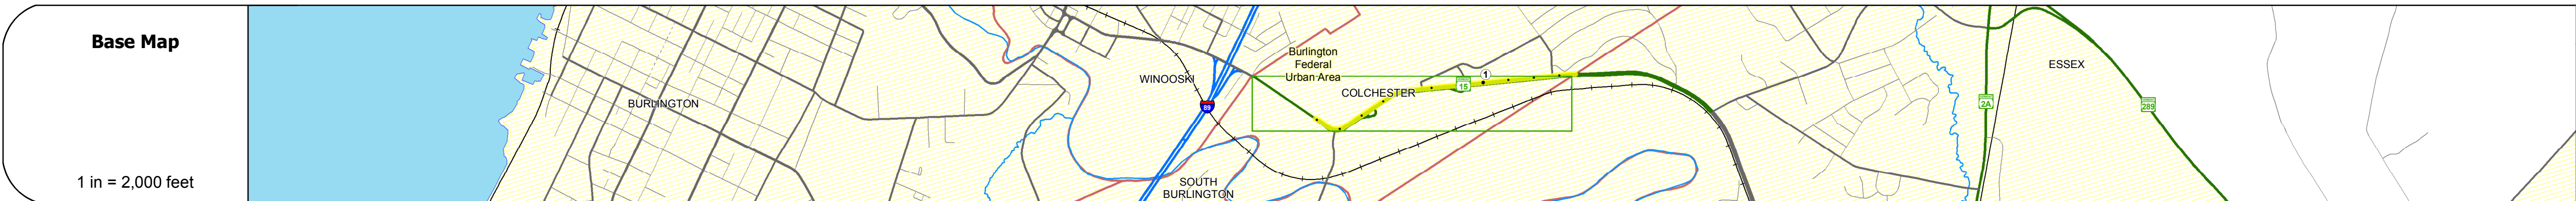 Base Map
1 in = 2,000 feet
BURLINGTON
WINOOSKI
89
SOUTH
BURLINGTON
Burlington
Federal
Urban Area
COLCHESTER
15
1
2A
ESSEX
289